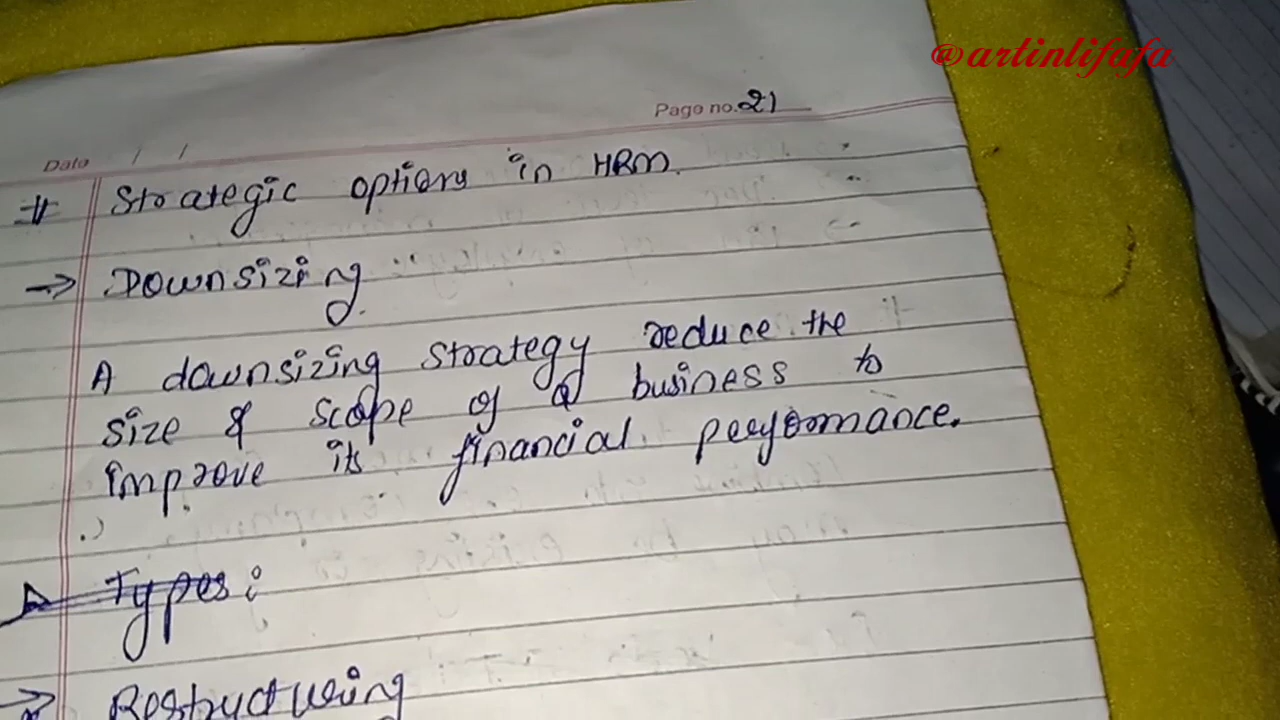 @artinlifafa
Page no. 21
Date / /
Strategic options in HRM.
→ Downsizing.
A downsizing strategy reduce the
size & scope of a business to
improve its financial performance.
Types:
→ Restructuring